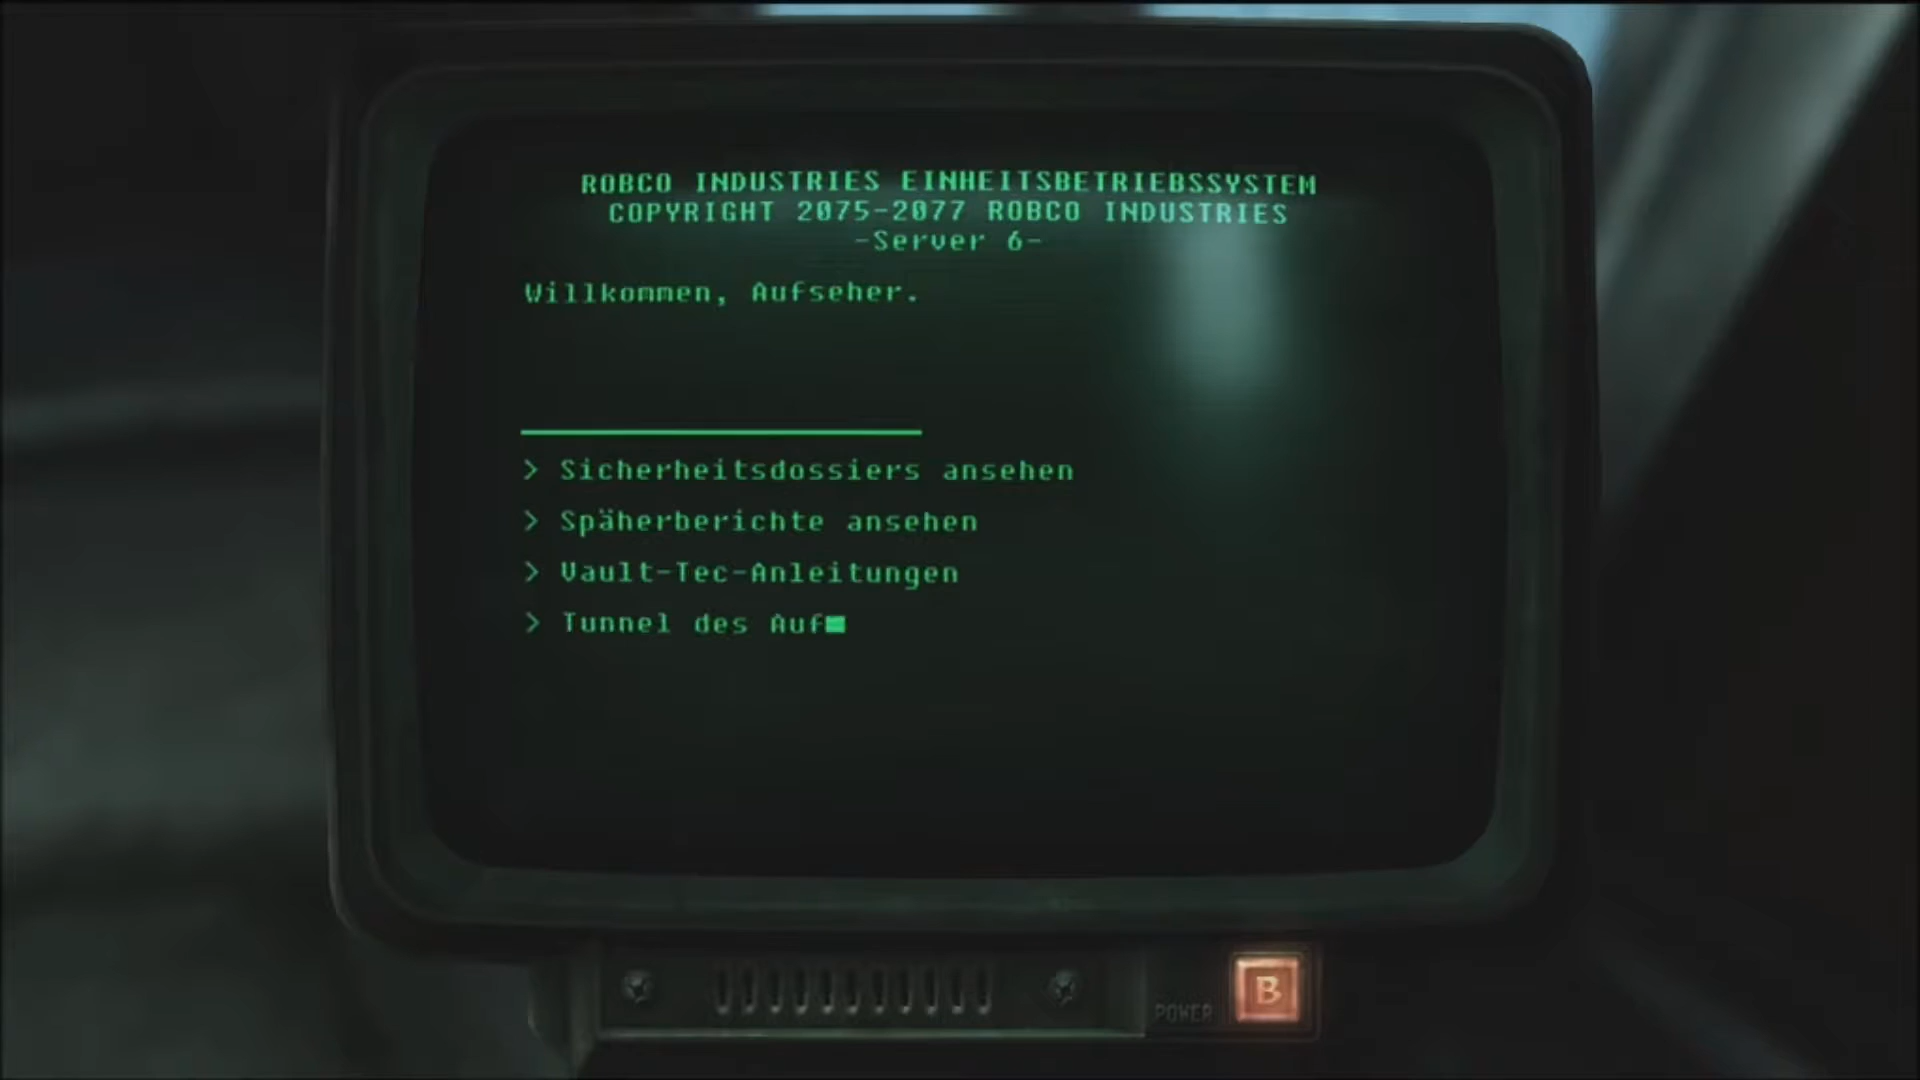 ROBCO INDUSTRIES EINHEITSBETRIEBSSYSTEM
COPYRIGHT 2075-2077 ROBCO INDUSTRIES
-Server 6-
Willkommen, Aufseher.
> Sicherheitsdossiers ansehen
> Späherberichte ansehen
> Vault-Tec-Anleitungen
> Tunnel des Auf
POWER
B